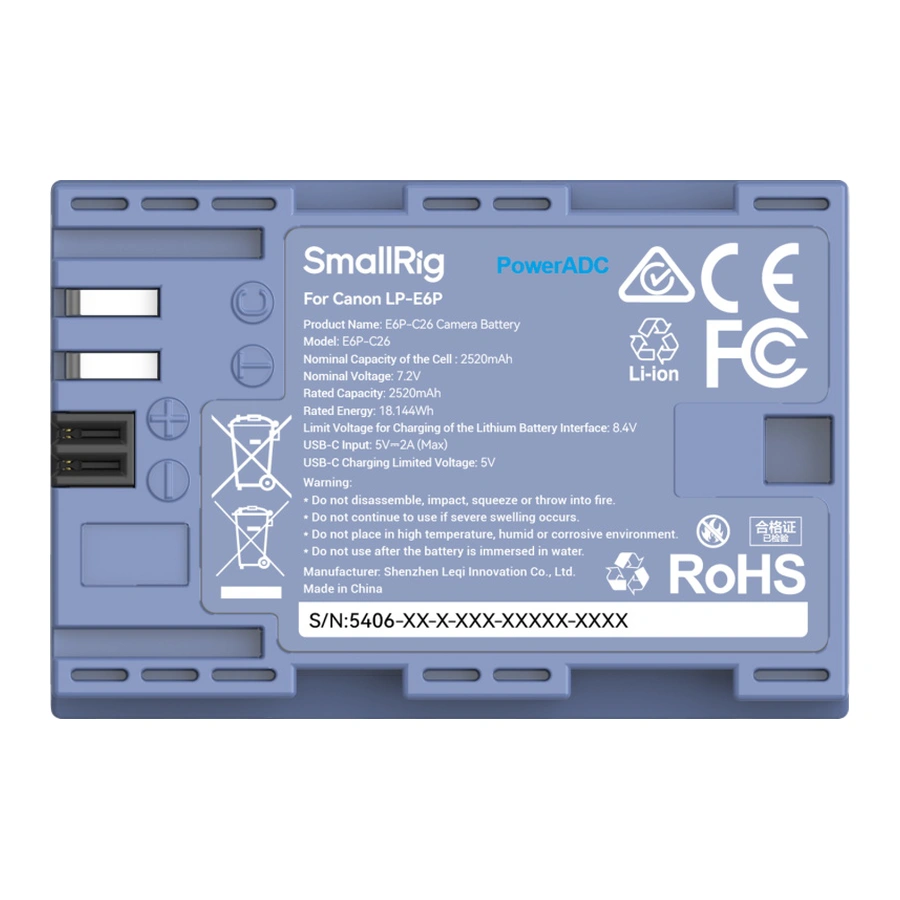 SmallRig
PowerADC
For Canon LP-E6P
Product Name: E6P-C26 Camera Battery
Model: E6P-C26
Nominal Capacity of the Cell : 2520mAh
Nominal Voltage: 7.2V
Rated Capacity: 2520mAh
Rated Energy: 18.144Wh
Limit Voltage for Charging of the Lithium Battery Interface: 8.4V
USB-C Input: 5V⎓2A (Max)
USB-C Charging Limited Voltage: 5V
Warning:
• Do not disassemble, impact, squeeze or throw into fire.
• Do not continue to use if severe swelling occurs.
• Do not place in high temperature, humid or corrosive environment.
• Do not use after the battery is immersed in water.
Manufacturer: Shenzhen Leqi Innovation Co., Ltd.
Made in China
CE
FC
Li-ion
合格证
已检验
RoHS
S/N:5406-XX-X-XXX-XXXXX-XXXX
C
T
+
−